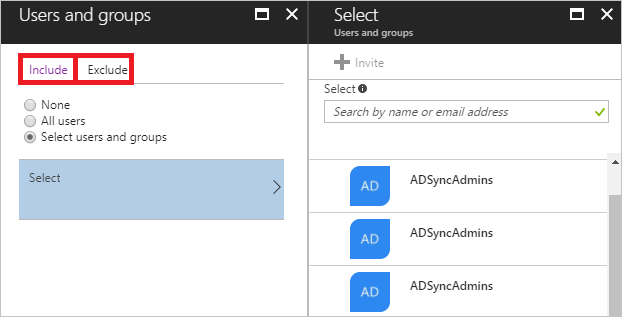 Users and groups
Include Exclude
None
All users
Select users and groups
Select
Select
Users and groups
Invite
Select
Search by name or email address
AD ADSyncAdmins
AD ADSyncAdmins
AD ADSyncAdmins